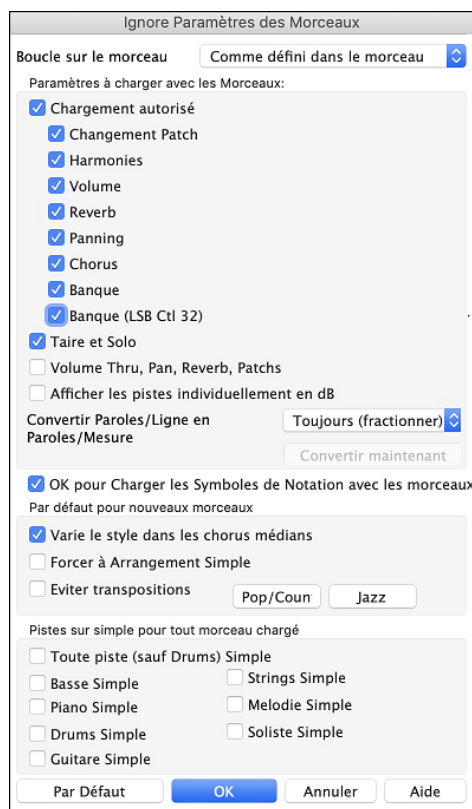 Ignore Paramètres des Morceaux
Boucle sur le morceau Comme défini dans le morceau
Paramètres à charger avec les Morceaux:
Chargement autorisé
Changement Patch
Harmonies
Volume
Reverb
Panning
Chorus
Banque
Banque (LSB Ctl 32)
Taire et Solo
Volume Thru, Pan, Reverb, Patchs
Afficher les pistes individuellement en dB
Convertir Paroles/Ligne en Toujours (fractionner)
Paroles/Mesure
Convertir maintenant
OK pour Charger les Symboles de Notation avec les morceaux
Par défaut pour nouveaux morceaux
Varie le style dans les chorus médians
Forcer à Arrangement Simple
Eviter transpositions Pop/Coun Jazz
Pistes sur simple pour tout morceau chargé
Toute piste (sauf Drums) Simple
Basse Simple Strings Simple
Piano Simple Melodie Simple
Drums Simple Soliste Simple
Guitare Simple
Par Défaut OK Annuler Aide